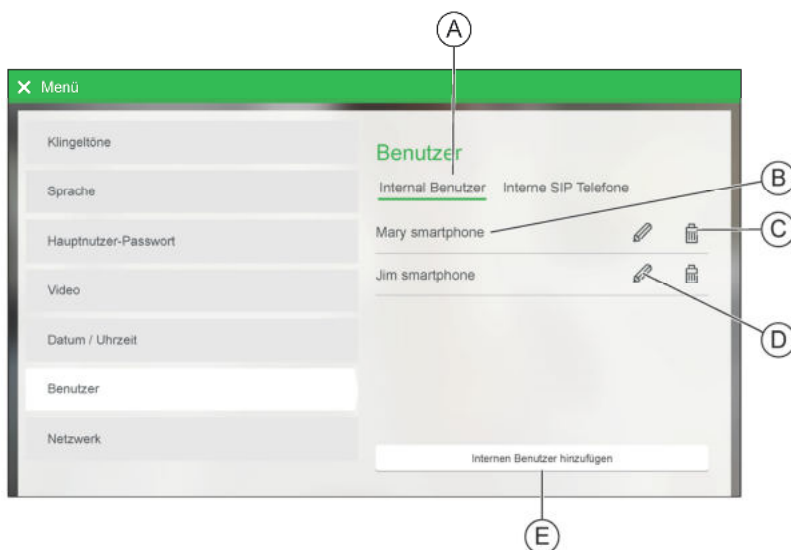 A
Menü
Klingeltöne
Sprache
Hauptnutzer-Passwort
Video
Datum / Uhrzeit
Benutzer
Netzwerk
Benutzer
Internal Benutzer Interne SIP Telefone
B
Mary smartphone
C
Jim smartphone
D
Internen Benutzer hinzufügen
E